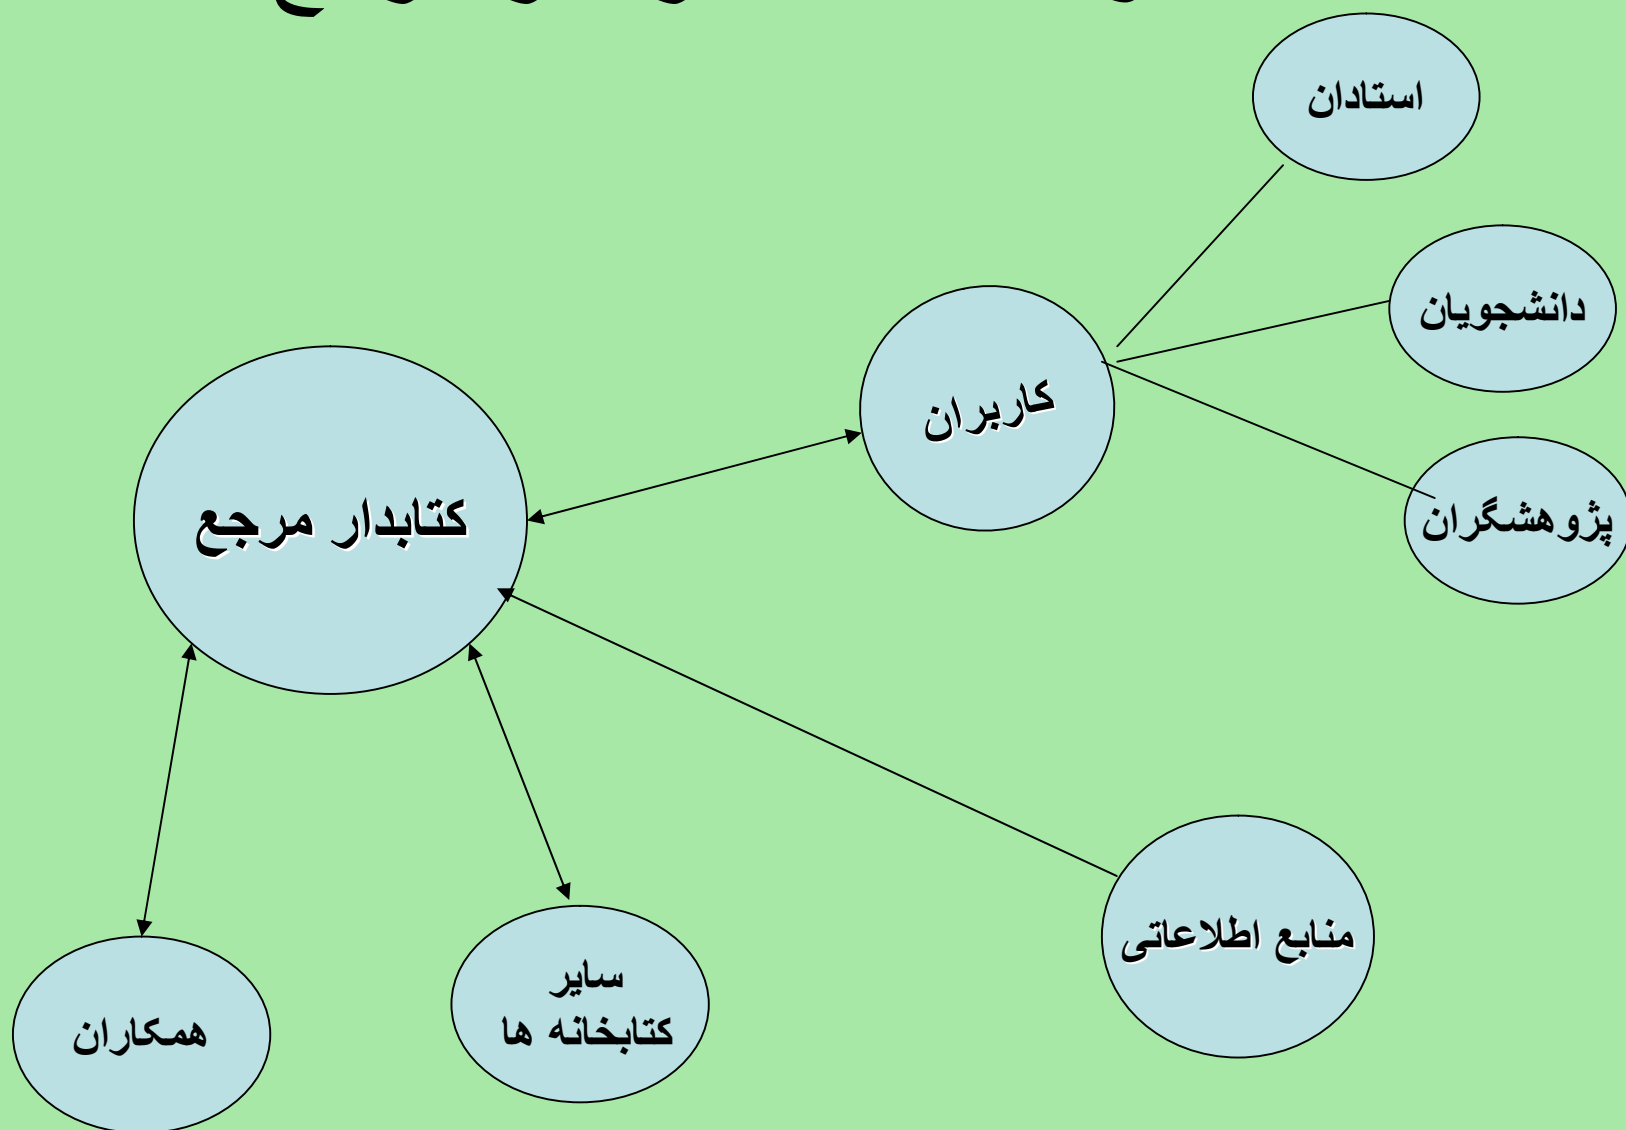 استادان
دانشجویان
کاربران
پژوهشگران
کتابدار مرجع
منابع اطلاعاتی
سایر
کتابخانه ها
همکاران